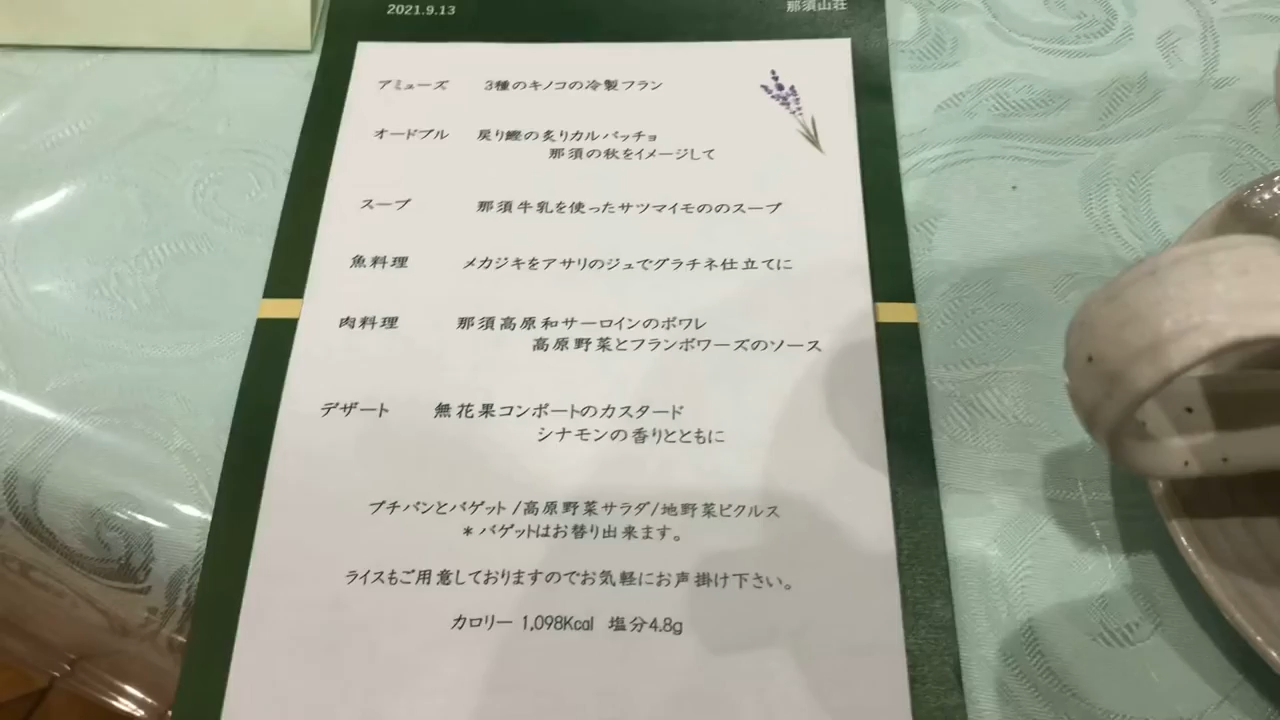 2021.9.13
那須山荘
アミューズ 3種のキノコの冷製フラン
オードブル 戻り鰹の炙りカルパッチョ
那須の秋をイメージして
スープ 那須牛乳を使ったサツマイモののスープ
魚料理 メカジキをアサリのジュでグラチネ仕立てに
肉料理 那須高原和サーロインのポワレ
高原野菜とフランボワーズのソース
デザート 無花果コンポートのカスタード
シナモンの香りとともに
プチパンとバゲット/高原野菜サラダ/地野菜ピクルス
*バゲットはお替り出来ます。
ライスもご用意しておりますのでお気軽にお声掛け下さい。
カロリー 1,098Kcal 塩分4.8g